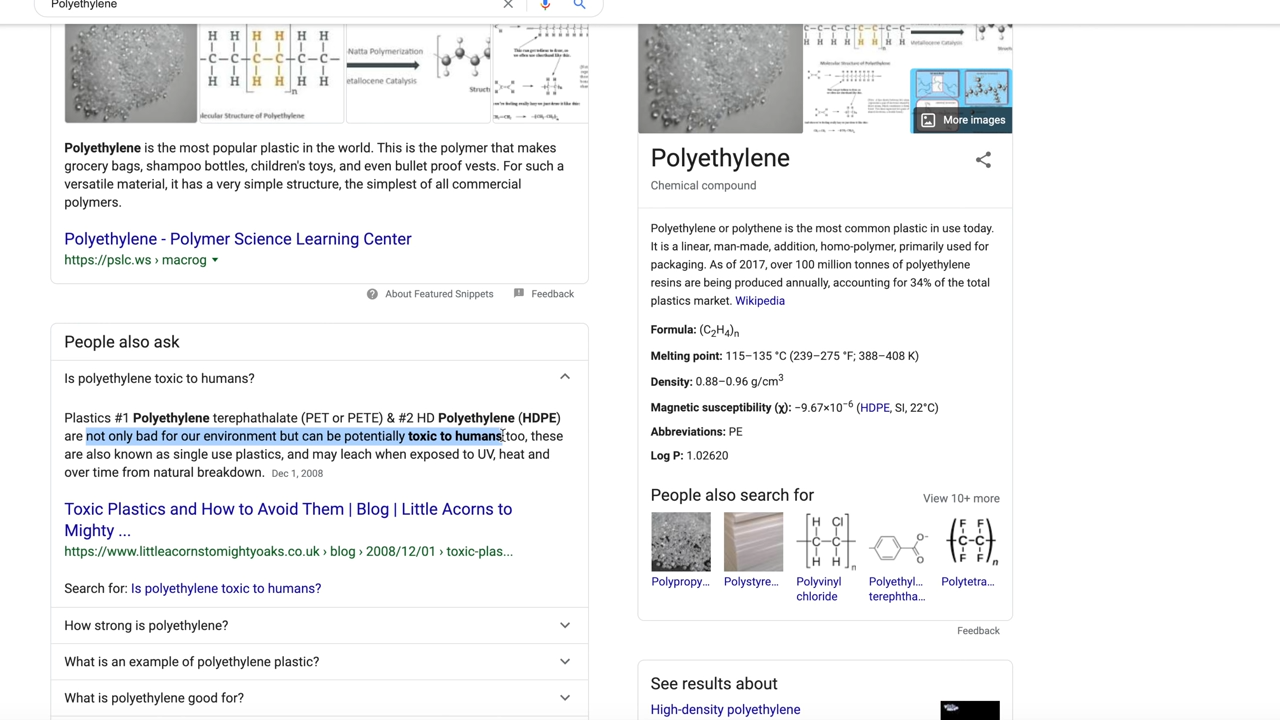 Polyethylene
Natta Polymerization
etallocene Catalysis
Struct
lecular Structure of Polyethylene
Metallocene Catalysis
Struct
Molecular Structure of Polyethylene
More images
Polyethylene is the most popular plastic in the world. This is the polymer that makes
grocery bags, shampoo bottles, children's toys, and even bullet proof vests. For such a
versatile material, it has a very simple structure, the simplest of all commercial
polymers.
Polyethylene - Polymer Science Learning Center
https://pslc.ws › macrog
About Featured Snippets
Feedback
People also ask
Is polyethylene toxic to humans?
Plastics #1 Polyethylene terephathalate (PET or PETE) & #2 HD Polyethylene (HDPE)
are not only bad for our environment but can be potentially toxic to humans too, these
are also known as single use plastics, and may leach when exposed to UV, heat and
over time from natural breakdown. Dec 1, 2008
Toxic Plastics and How to Avoid Them | Blog | Little Acorns to
Mighty ...
https://www.littleacornstomightyoaks.co.uk › blog › 2008/12/01 › toxic-plas...
Search for: Is polyethylene toxic to humans?
How strong is polyethylene?
What is an example of polyethylene plastic?
What is polyethylene good for?
Polyethylene
Chemical compound
Polyethylene or polythene is the most common plastic in use today.
It is a linear, man-made, addition, homo-polymer, primarily used for
packaging. As of 2017, over 100 million tonnes of polyethylene
resins are being produced annually, accounting for 34% of the total
plastics market. Wikipedia
Formula: (C2H4)n
Melting point: 115–135 °C (239–275 °F; 388–408 K)
Density: 0.88–0.96 g/cm3
Magnetic susceptibility (χ): −9.67×10−6 (HDPE, SI, 22°C)
Abbreviations: PE
Log P: 1.02620
People also search for
View 10+ more
Polypropy...
Polystyre...
Polyvinyl
chloride
Polyethyl...
terephtha...
Polytetra...
Feedback
See results about
High-density polyethylene